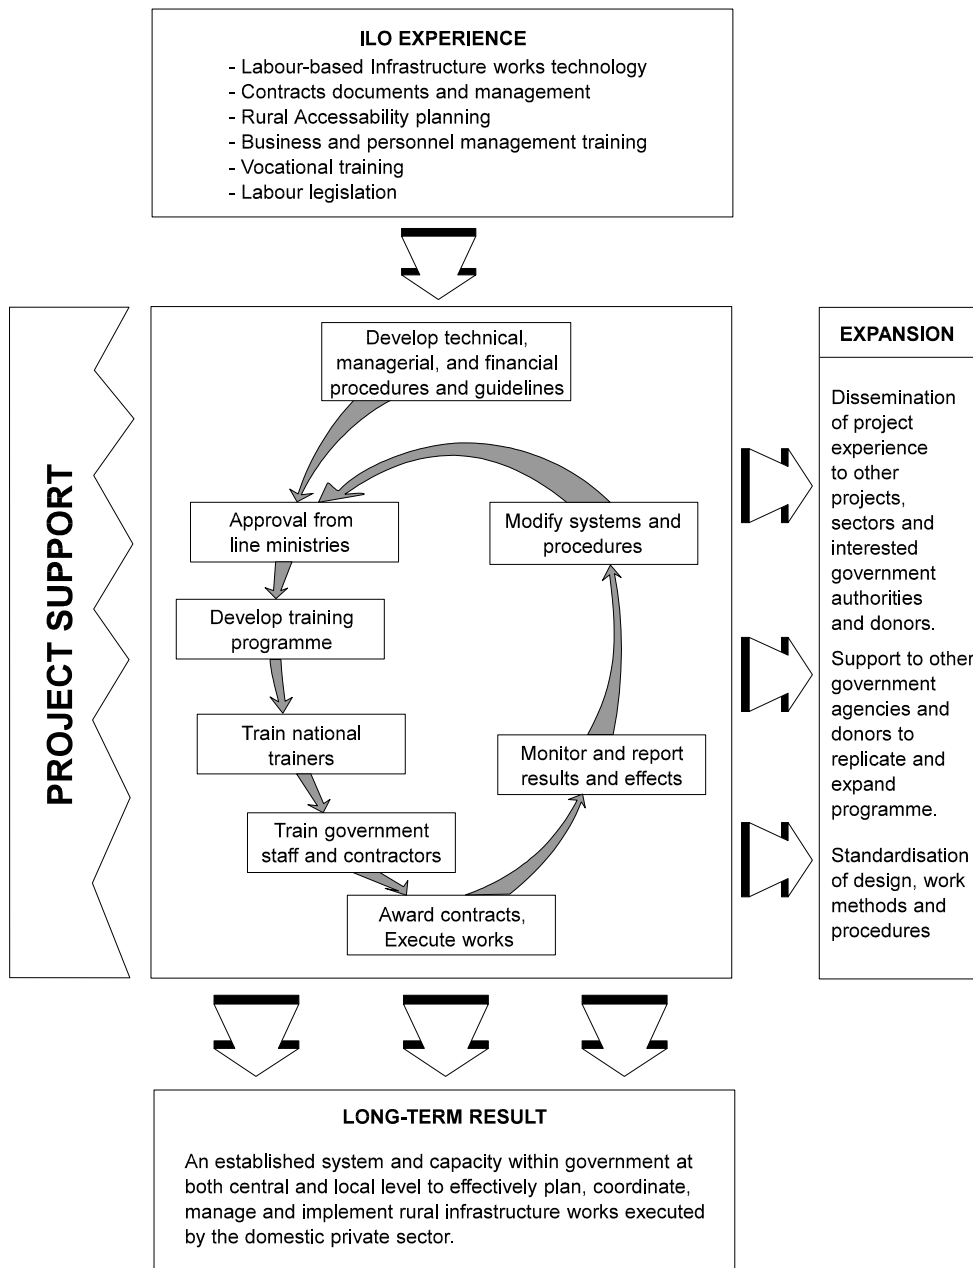 ILO EXPERIENCE
- Labour-based Infrastructure works technology
- Contracts documents and management
- Rural Accessability planning
- Business and personnel management training
- Vocational training
- Labour legislation
PROJECT SUPPORT
Develop technical,
managerial, and financial
procedures and guidelines
Approval from
line ministries
Develop training
programme
Train national
trainers
Train government
staff and contractors
Award contracts,
Execute works
Monitor and report
results and effects
Modify systems and
procedures
EXPANSION
Dissemination
of project
experience
to other
projects,
sectors and
interested
government
authorities
and donors.
Support to other
government
agencies and
donors to
replicate and
expand
programme.
Standardisation
of design, work
methods and
procedures
LONG-TERM RESULT
An established system and capacity within government at
both central and local level to effectively plan, coordinate,
manage and implement rural infrastructure works executed
by the domestic private sector.